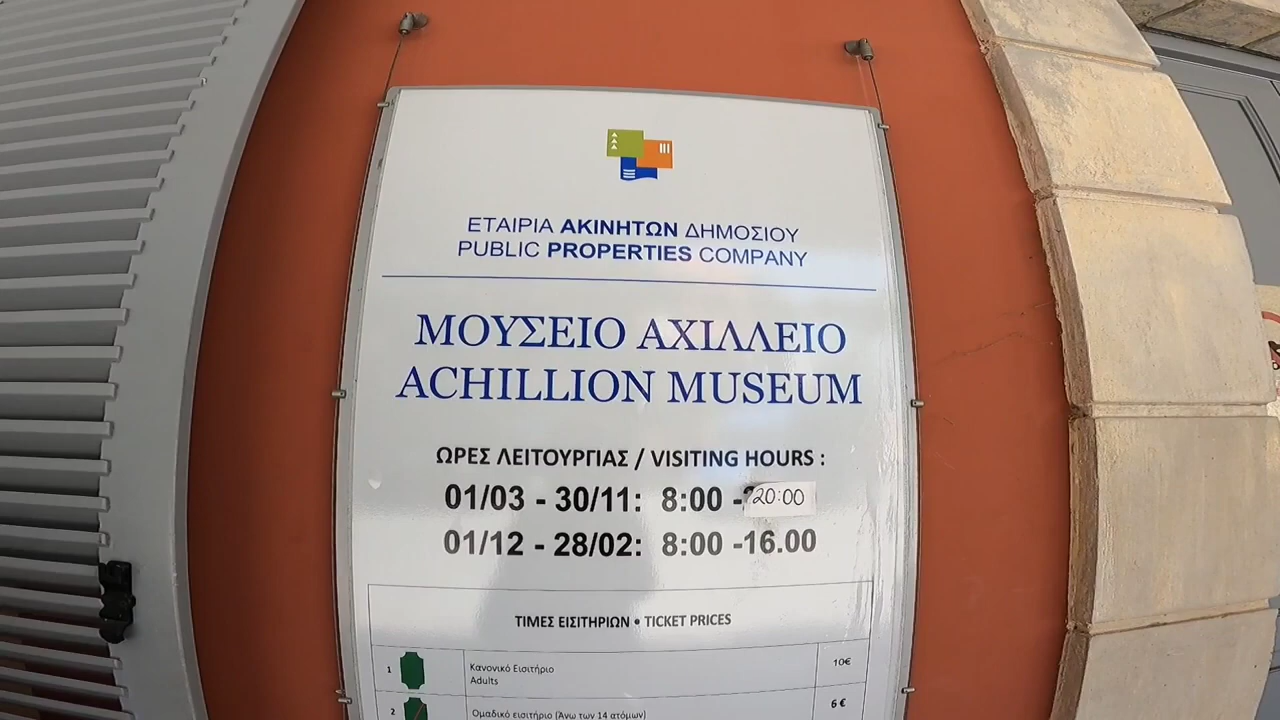 ΕΤΑΙΡΙΑ ΑΚΙΝΗΤΩΝ ΔΗΜΟΣΙΟΥ
PUBLIC PROPERTIES COMPANY
ΜΟΥΣΕΙΟ ΑΧΙΛΛΕΙΟ
ACHILLION MUSEUM
ΩΡΕΣ ΛΕΙΤΟΥΡΓΙΑΣ / VISITING HOURS :
01/03 - 30/11: 8:00 - 20:00
01/12 - 28/02: 8:00 -16.00
ΤΙΜΕΣ ΕΙΣΙΤΗΡΙΩΝ • TICKET PRICES
1 Κανονικό Εισιτήριο 10€
Adults
2 Ομαδικό εισιτήριο (Άνω των 14 ατόμων) 6 €